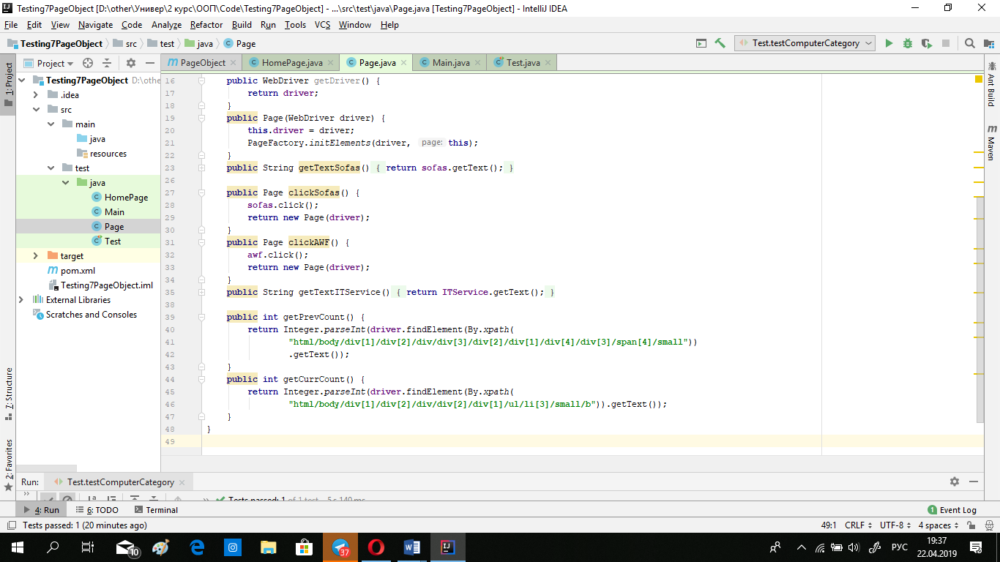 Testing7PageObject [D:\other\Универ\2 курс\ООП\Code\Testing7PageObject] - ...\src\test\java\Page.java [Testing7PageObject] - IntelliJ IDEA
File Edit View Navigate Code Analyze Refactor Build Run Tools VCS Window Help
Testing7PageObject src test java Page Test.testComputerCategory
1: Project
Project
PageObject HomePage.java Page.java Main.java Test.java
Testing7PageObject D:\othe
.idea
src
main
java
resources
test
java
HomePage
Main
Page
Test
target
pom.xml
Testing7PageObject.iml
External Libraries
Scratches and Consoles
16 public WebDriver getDriver() {
17 return driver;
18 }
19 public Page(WebDriver driver) {
20 this.driver = driver;
21 PageFactory.initElements(driver, page: this);
22 }
23 public String getTextSofas() { return sofas.getText(); }
26
27 public Page clickSofas() {
28 sofas.click();
29 return new Page(driver);
30 }
31 public Page clickAWF() {
32 awf.click();
33 return new Page(driver);
34 }
35 public String getTextITService() { return ITService.getText(); }
38
39 public int getPrevCount() {
40 return Integer.parseInt(driver.findElement(By.xpath(
41 "html/body/div[1]/div[2]/div/div[3]/div[2]/div[1]/div[4]/div[3]/span[4]/small"))
42 .getText());
43 }
44 public int getCurrCount() {
45 return Integer.parseInt(driver.findElement(By.xpath(
46 "html/body/div[1]/div[2]/div/div[2]/div[1]/ul/li[3]/small/b")).getText());
47 }
48 }
49
Ant Build
Maven
7: Structure
2: Favorites
Run: Test.testComputerCategory
Tests passed: 1 of 1 test - 5 s 140 ms
4: Run 6: TODO Terminal 1 Event Log
Tests passed: 1 (20 minutes ago) 49:1 CRLF UTF-8 4 spaces
10 37 РУС 19:37
22.04.2019